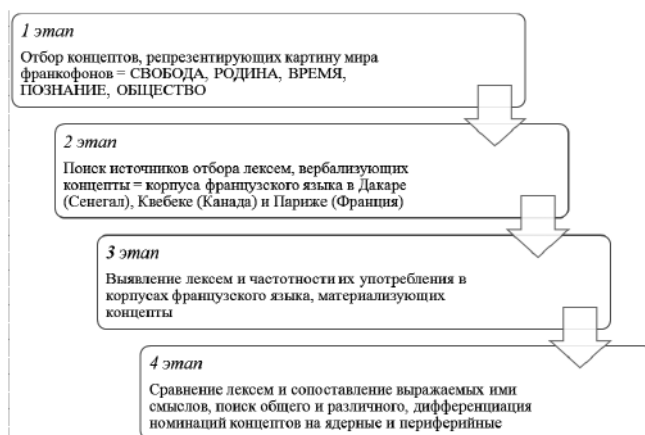 1 этап
Отбор концептов, репрезентирующих картину мира
франкофонов = СВОБОДА, РОДИНА, ВРЕМЯ,
ПОЗНАНИЕ, ОБЩЕСТВО
2 этап
Поиск источников отбора лексем, вербализующих
концепты = корпуса французского языка в Дакаре
(Сенегал), Квебеке (Канада) и Париже (Франция)
3 этап
Выявление лексем и частотности их употребления в
корпусах французского языка, материализующих
концепты
4 этап
Сравнение лексем и сопоставление выражаемых ими
смыслов, поиск общего и различного, дифференциация
номинаций концептов на ядерные и периферийные